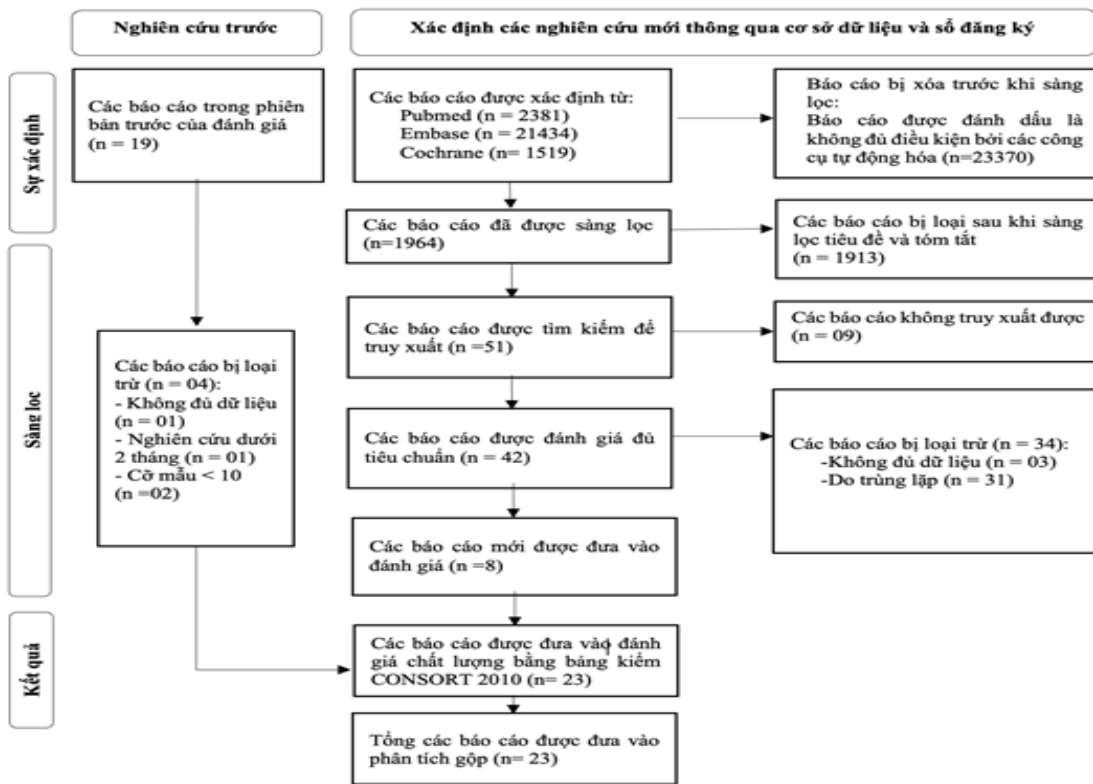 Nghiên cứu trước
Xác định các nghiên cứu mới thông qua cơ sở dữ liệu và sổ đăng ký
Sự xác định
Các báo cáo trong phiên
bản trước của đánh giá
(n = 19)
Các báo cáo được xác định từ:
Pubmed (n = 2381)
Embase (n = 21434)
Cochrane (n= 1519)
Báo cáo bị xóa trước khi sàng
lọc:
Báo cáo được đánh dấu là
không đủ điều kiện bởi các công
cụ tự động hóa (n=23370)
Các báo cáo đã được sàng lọc
(n=1964)
Các báo cáo bị loại sau khi sàng
lọc tiêu đề và tóm tắt
(n = 1913)
Sàng lọc
Các báo cáo được tìm kiếm để
truy xuất (n =51)
Các báo cáo không truy xuất được
(n = 09)
Các báo cáo bị loại
trừ (n = 04):
- Không đủ dữ liệu
(n = 01)
- Nghiên cứu dưới
2 tháng (n = 01)
- Cỡ mẫu < 10
(n =02)
Các báo cáo được đánh giá đủ
tiêu chuẩn (n = 42)
Các báo cáo bị loại trừ (n = 34):
-Không đủ dữ liệu (n = 03)
-Do trùng lặp (n = 31)
Các báo cáo mới được đưa vào
đánh giá (n =8)
Kết quả
Các báo cáo được đưa vào đánh
giá chất lượng bằng bảng kiểm
CONSORT 2010 (n= 23)
Tổng các báo cáo được đưa vào
phân tích gộp (n= 23)